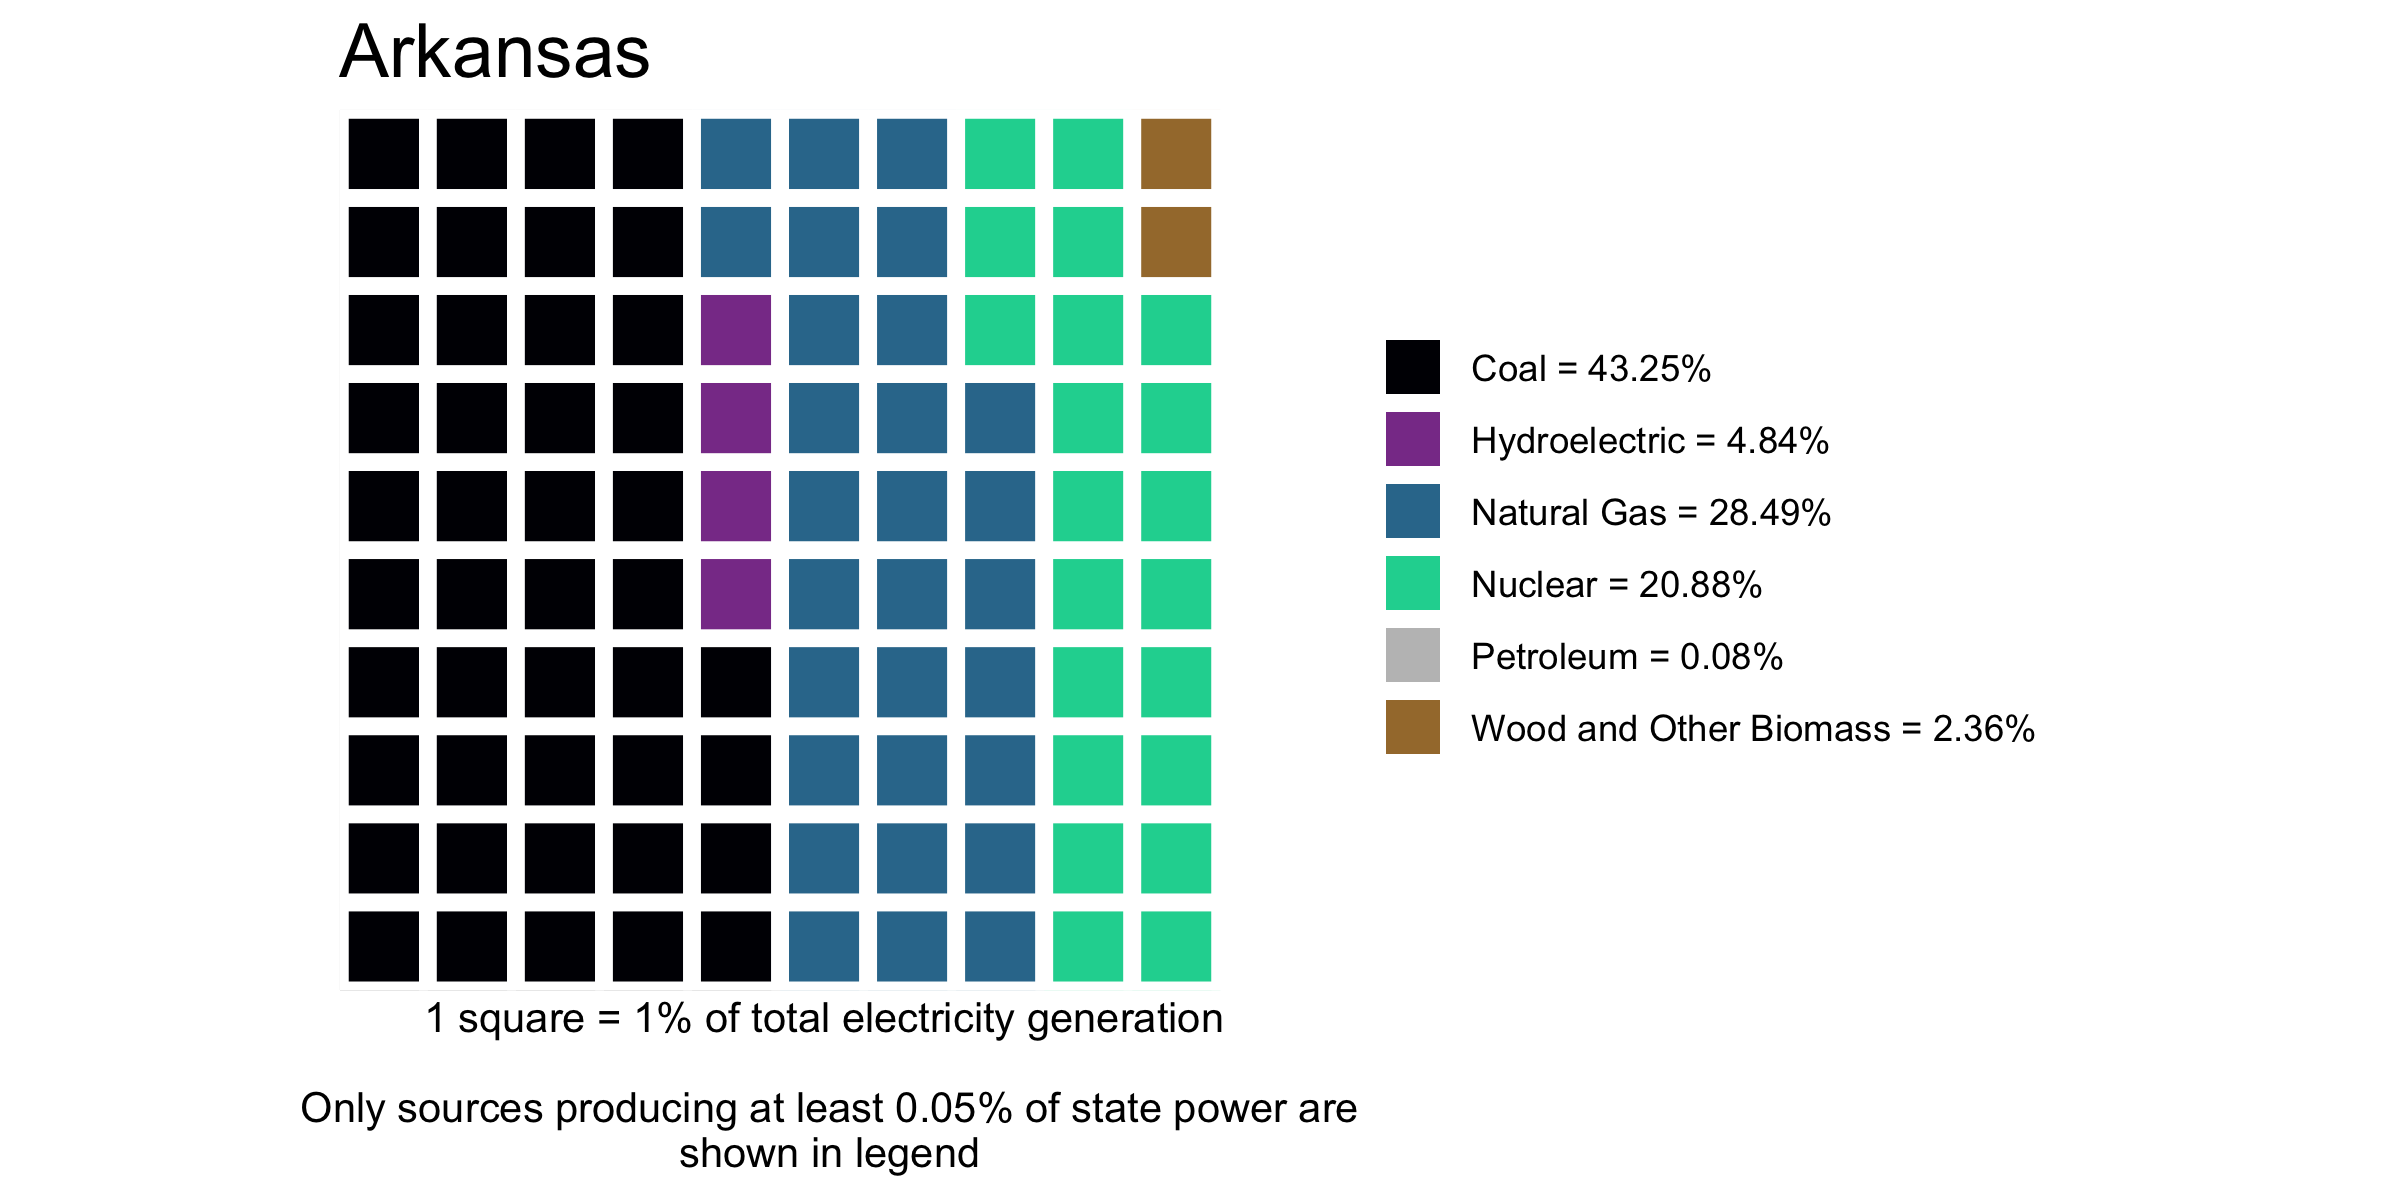 Arkansas
Coal = 43.25%
Hydroelectric = 4.84%
Natural Gas = 28.49%
Nuclear = 20.88%
Petroleum = 0.08%
Wood and Other Biomass = 2.36%
1 square = 1% of total electricity generation
Only sources producing at least 0.05% of state power are
shown in legend